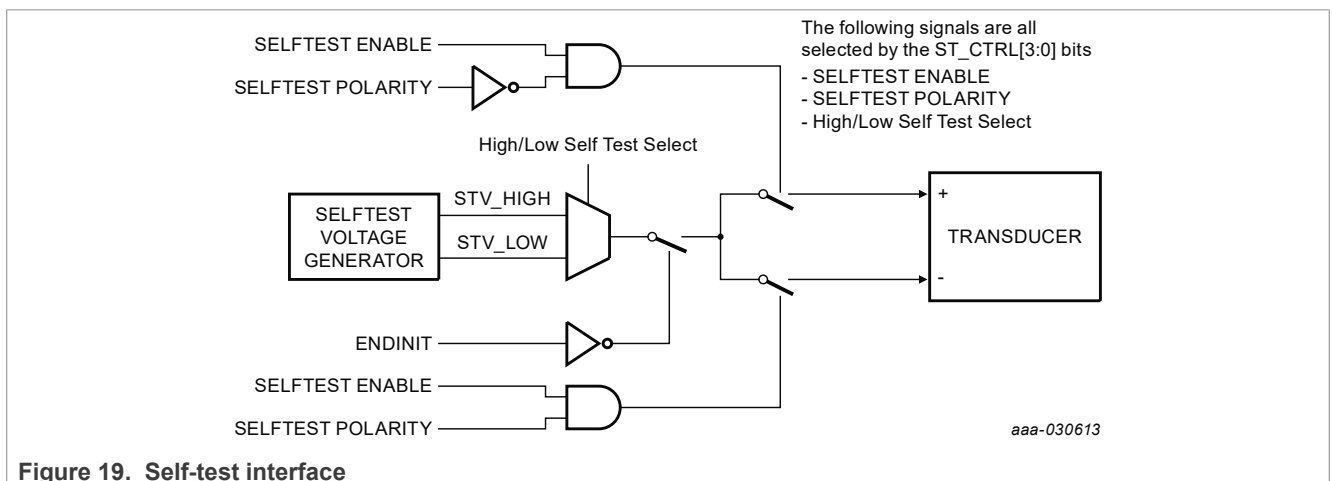 SELFTEST ENABLE
SELFTEST POLARITY
The following signals are all
selected by the ST_CTRL[3:0] bits
- SELFTEST ENABLE
- SELFTEST POLARITY
- High/Low Self Test Select
High/Low Self Test Select
SELFTEST
VOLTAGE
GENERATOR
STV_HIGH
STV_LOW
+
TRANSDUCER
-
ENDINIT
SELFTEST ENABLE
SELFTEST POLARITY
aaa-030613
Figure 19. Self-test interface